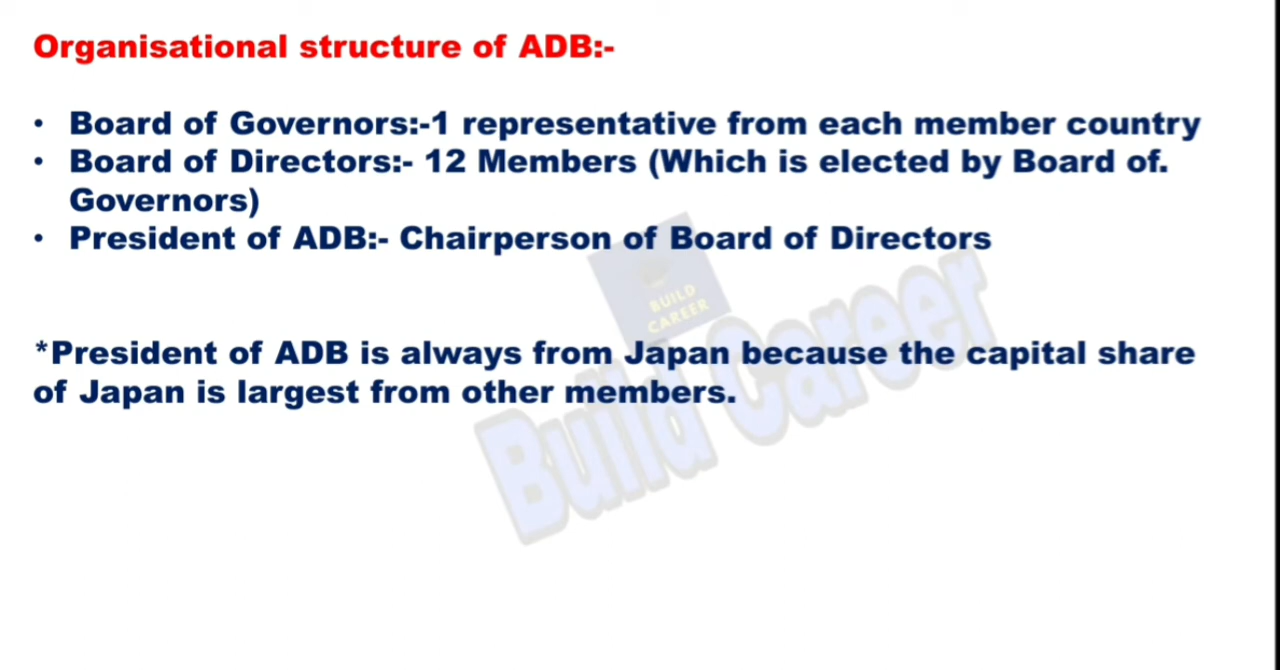 Organisational structure of ADB:-
• Board of Governors:-1 representative from each member country
• Board of Directors:- 12 Members (Which is elected by Board of.
Governors)
• President of ADB:- Chairperson of Board of Directors
BUILD
CAREER
*President of ADB is always from Japan because the capital share
of Japan is largest from other members.
Build Career